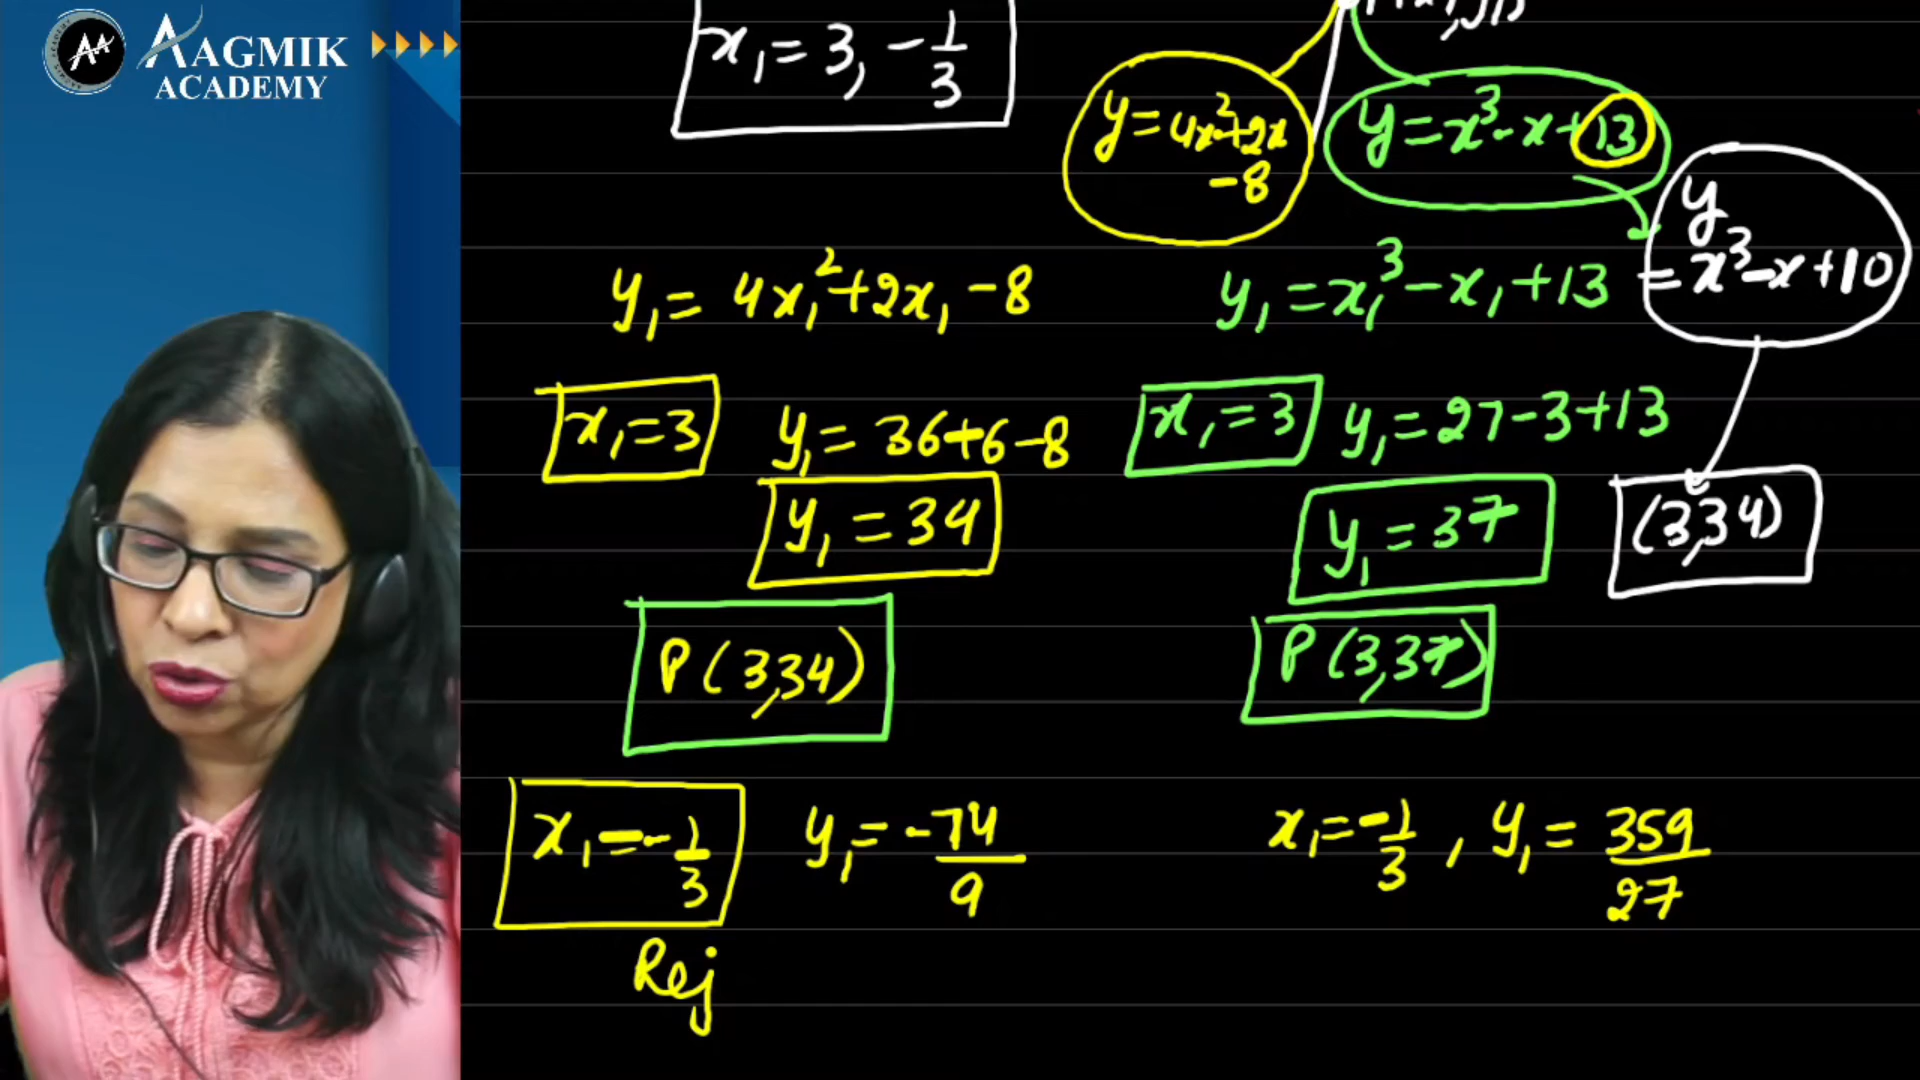 AAGMIK
ACADEMY
x₁ = 3, -1/3
y = 4x²+2x
-8
y = x³ - x + 13
y
= x³ - x + 10
y₁ = 4x₁² + 2x₁ - 8
y₁ = x₁³ - x₁ + 13
x₁ = 3 y₁ = 36+6-8
x₁ = 3 y₁ = 27-3+13
y₁ = 34
y₁ = 37
(3,34)
P(3,34)
P(3,37)
x₁ = -1/3 y₁ = -74/9
x₁ = -1/3, y₁ = 359/27
Rej